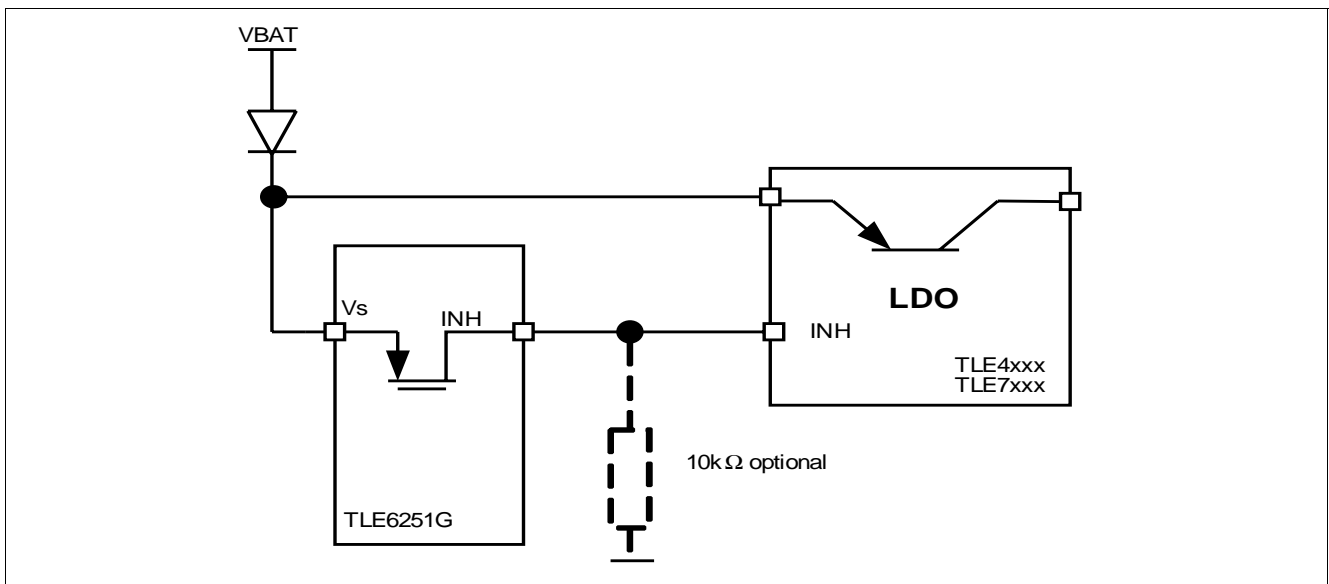 VBAT
Vs
INH
INH
LDO
TLE4xxx
TLE7xxx
10kΩ optional
TLE6251G